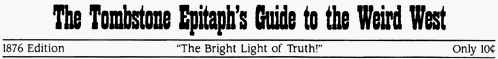 The Tombstone Epitaph's Guide to the Weird West
1876 Edition "The Bright Light of Truth!" Only 10¢